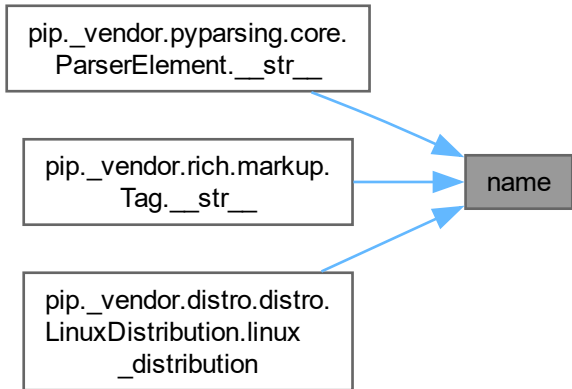 pip._vendor.pyparsing.core.
ParserElement.__str__
pip._vendor.rich.markup.
Tag.__str__
name
pip._vendor.distro.distro.
LinuxDistribution.linux
_distribution